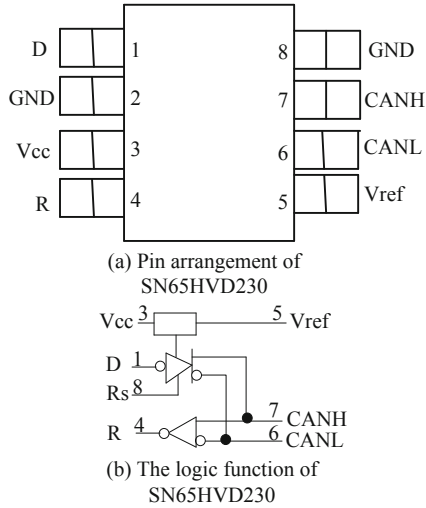 D 1 8 GND
GND 2 7 CANH
Vcc 3 6 CANL
R 4 5 Vref
(a) Pin arrangement of
SN65HVD230
Vcc 3 5 Vref
D 1
Rs 8
R 4 7 CANH
6 CANL
(b) The logic function of
SN65HVD230